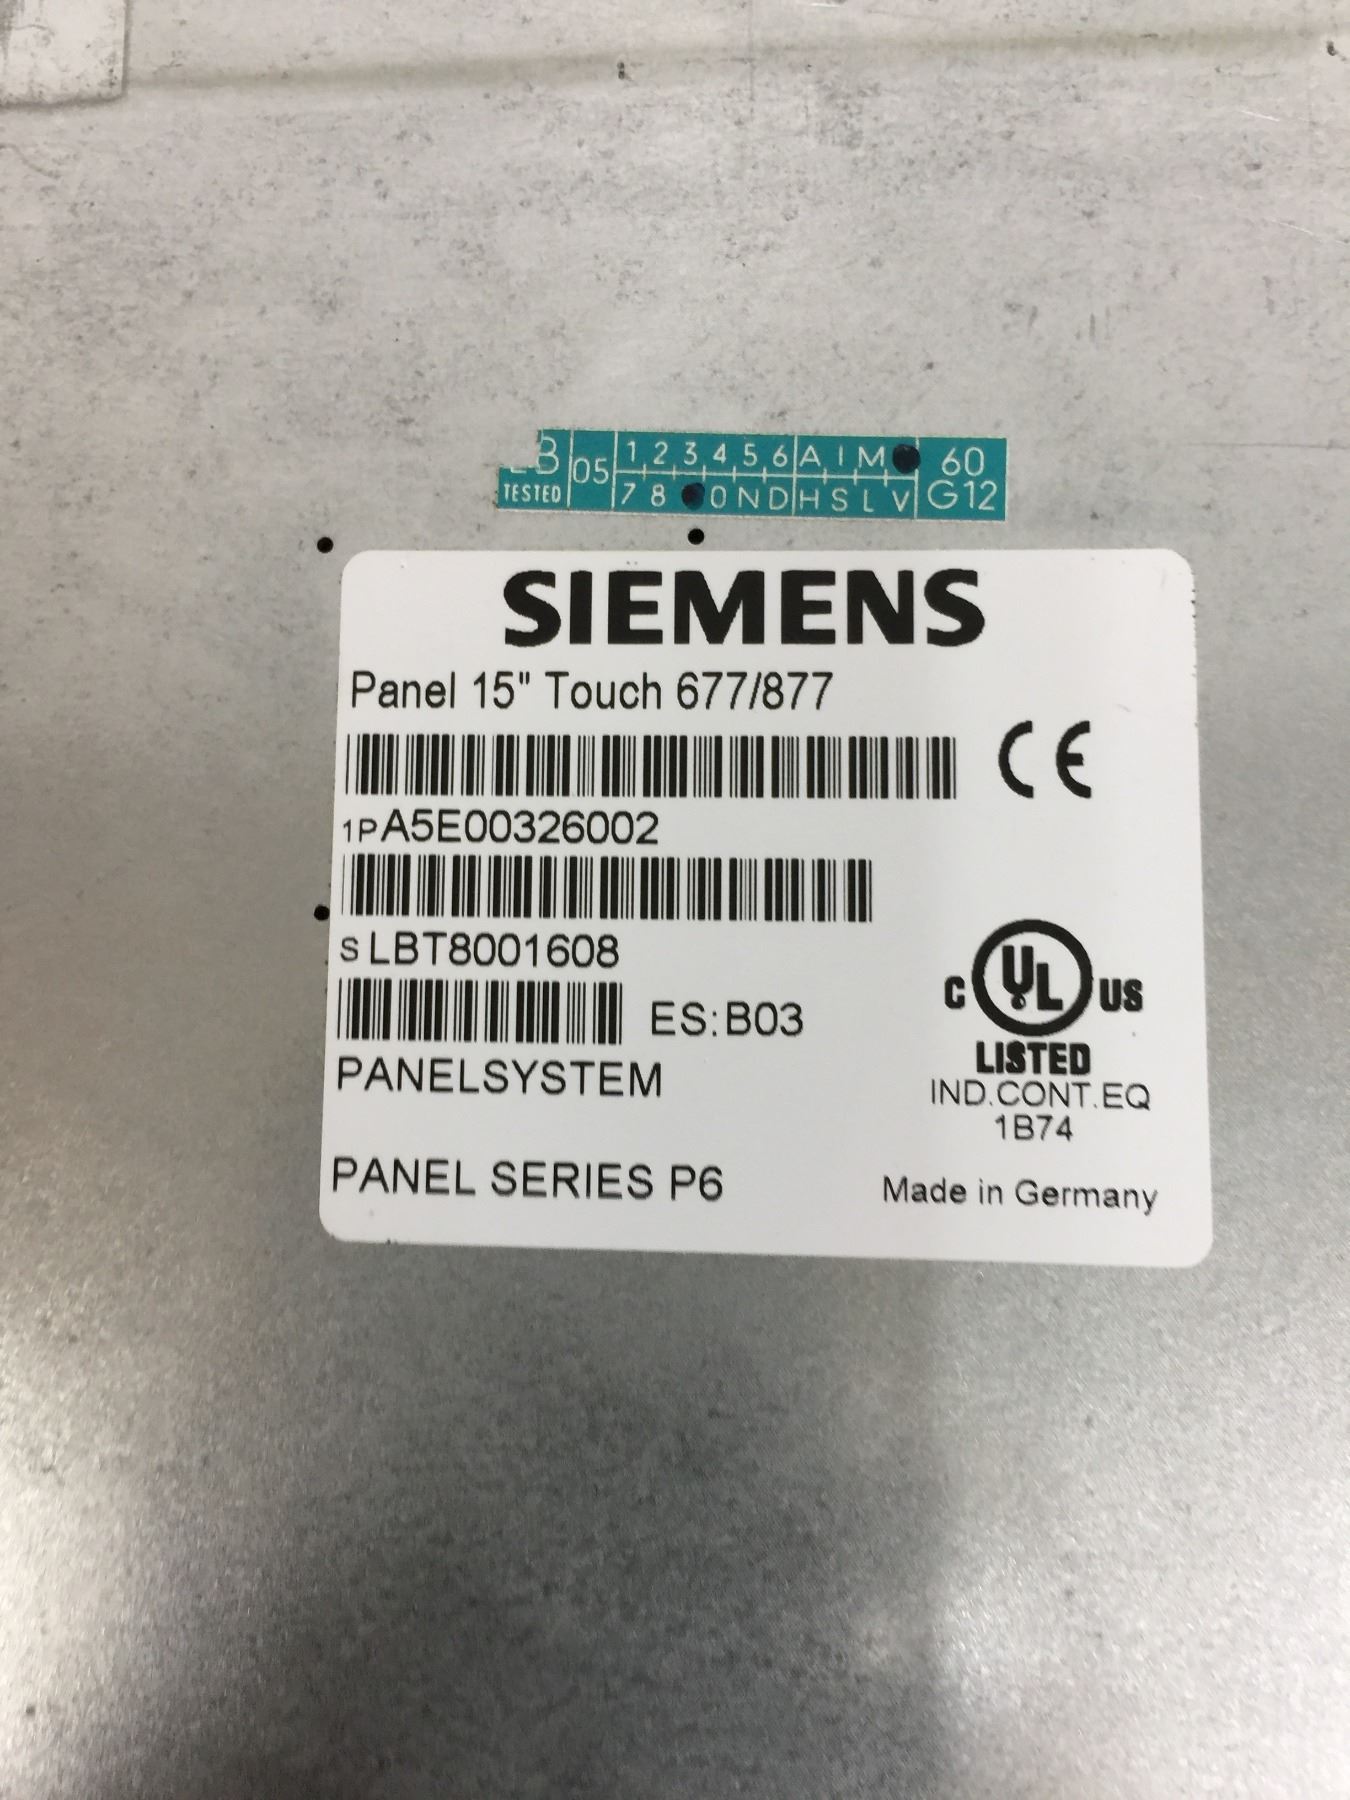 B 05 1 2 3 4 5 6 A I M 60
TESTED 7 8 0 N D H S L V G12
SIEMENS
Panel 15" Touch 677/877
CE
1P A5E00326002
S LBT8001608
C UL US
LISTED
ES:B03
PANELSYSTEM
IND.CONT.EQ
1B74
PANEL SERIES P6
Made in Germany